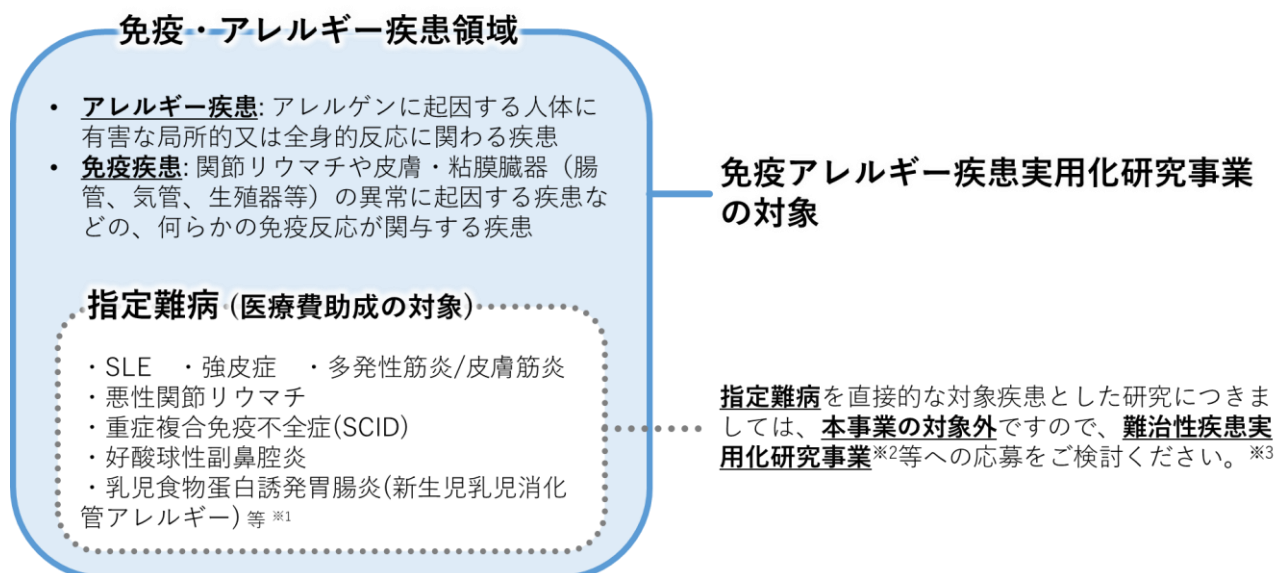 免疫・アレルギー疾患領域
• アレルギー疾患: アレルゲンに起因する人体に
有害な局所的又は全身的反応に関わる疾患
• 免疫疾患: 関節リウマチや皮膚・粘膜臓器（腸
管、気管、生殖器等）の異常に起因する疾患な
どの、何らかの免疫反応が関与する疾患
免疫アレルギー疾患実用化研究事業
の対象
指定難病 (医療費助成の対象)
・SLE ・強皮症 ・多発性筋炎/皮膚筋炎
・悪性関節リウマチ
・重症複合免疫不全症(SCID)
・好酸球性副鼻腔炎
・乳児食物蛋白誘発胃腸炎(新生児乳児消化
管アレルギー) 等 ※1
指定難病を直接的な対象疾患とした研究につきま
しては、本事業の対象外ですので、難治性疾患実
用化研究事業※2等への応募をご検討ください。※3